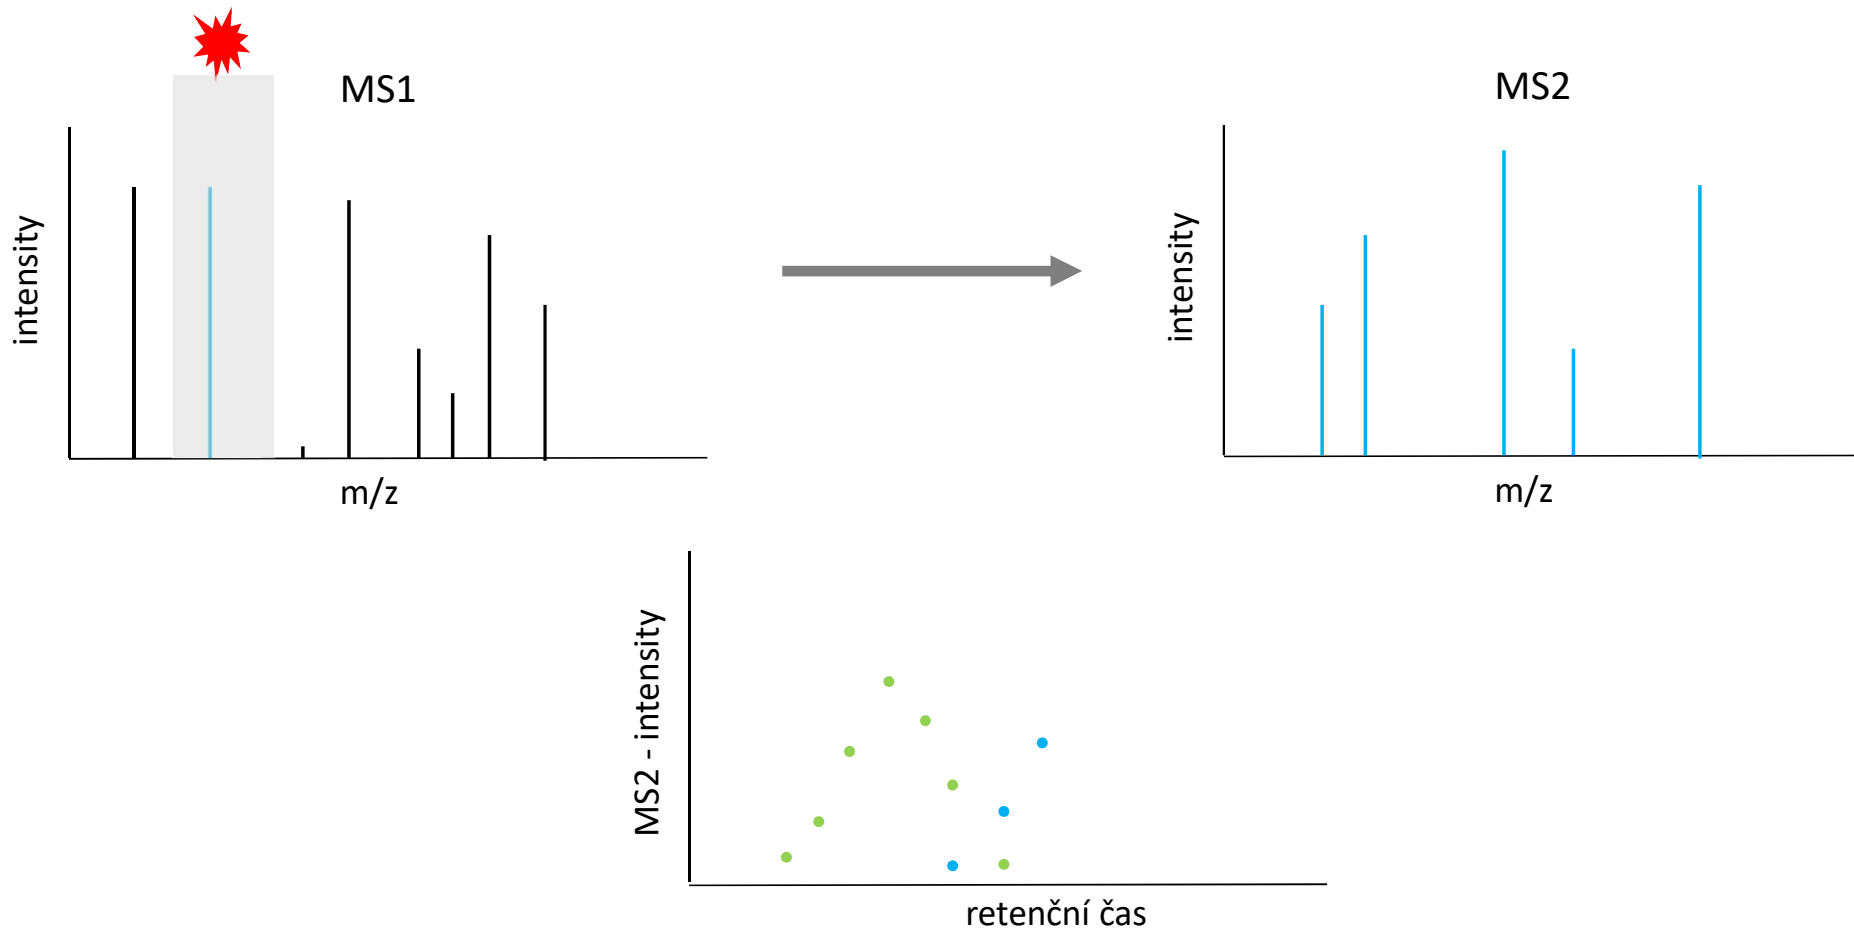 MS1
MS2
intensity
intensity
m/z
m/z
MS2 - intensity
retenční čas